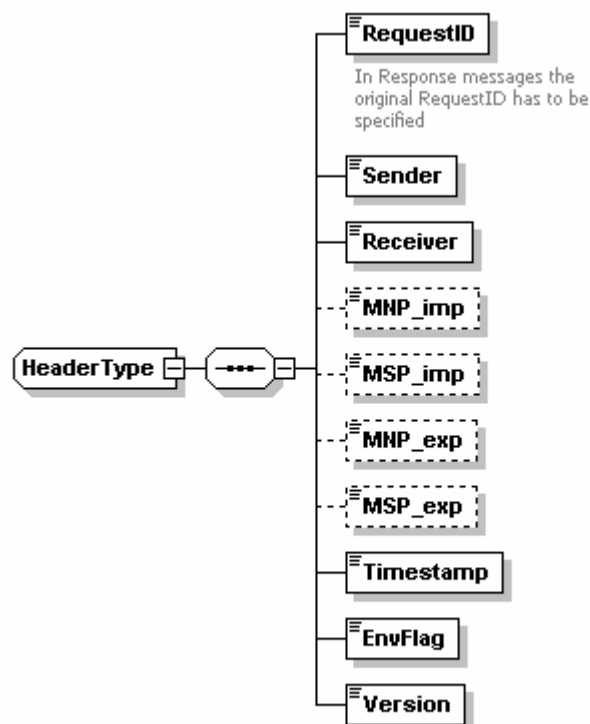 RequestID
In Response messages the
original RequestID has to be
specified
Sender
Receiver
MNP_imp
HeaderType
MSP_imp
MNP_exp
MSP_exp
Timestamp
EnvFlag
Version